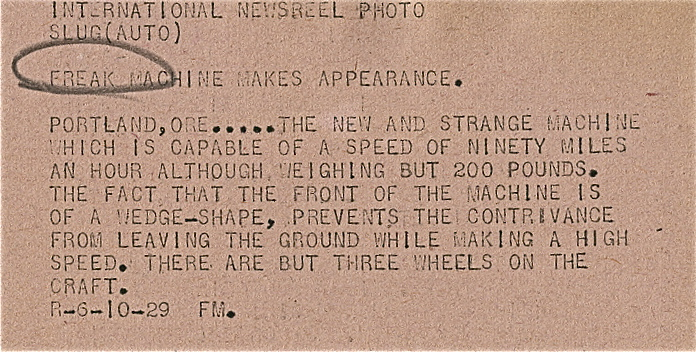 INTERNATIONAL NEWSREEL PHOTO
SLUG(AUTO)
FREAK MACHINE MAKES APPEARANCE.
PORTLAND,ORE.....THE NEW AND STRANGE MACHINE
WHICH IS CAPABLE OF A SPEED OF NINETY MILES
AN HOUR ALTHOUGH WEIGHING BUT 200 POUNDS.
THE FACT THAT THE FRONT OF THE MACHINE IS
OF A WEDGE-SHAPE, PREVENTS THE CONTRIVANCE
FROM LEAVING THE GROUND WHILE MAKING A HIGH
SPEED. THERE ARE BUT THREE WHEELS ON THE
CRAFT.
R-6-10-29 FM.